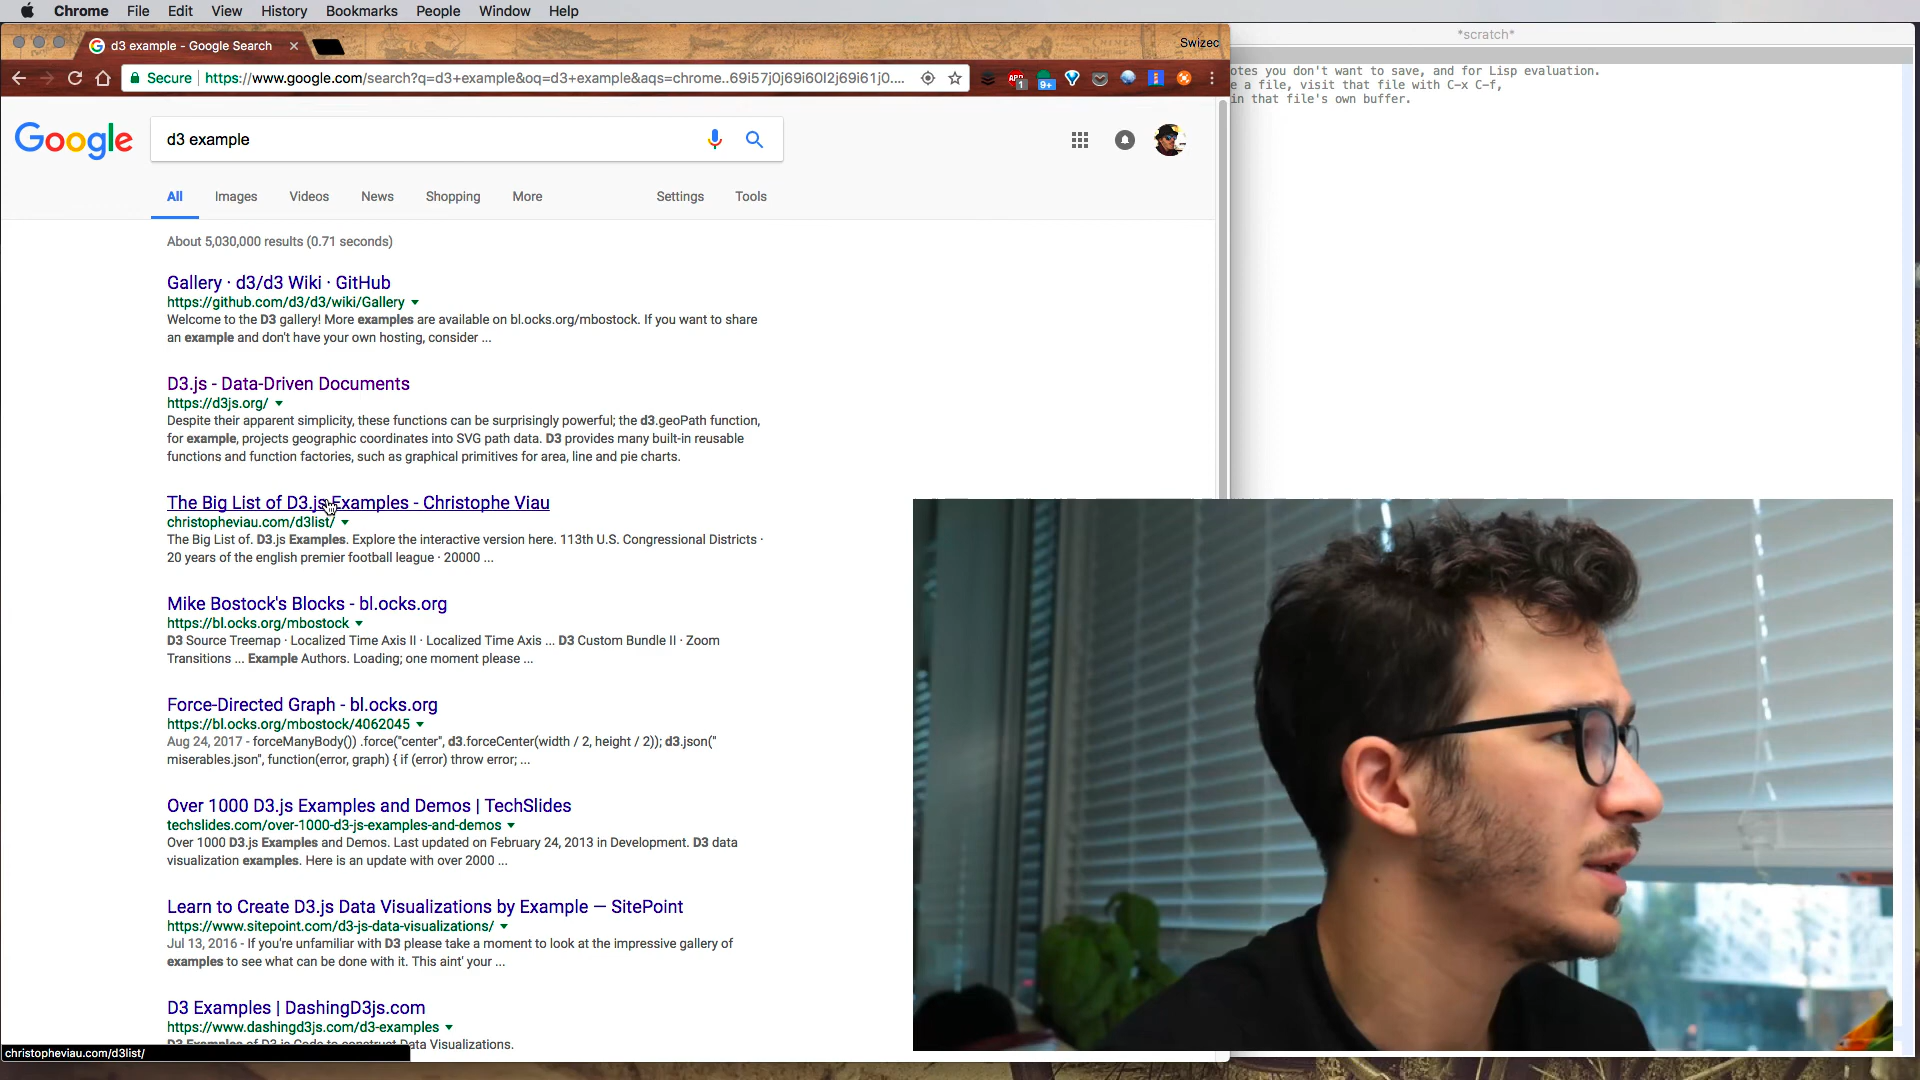 Chrome File Edit View History Bookmarks People Window Help
d3 example - Google Search
Swizec
*scratch*
Secure https://www.google.com/search?q=d3+example&oq=d3+example&aqs=chrome..69i57j0j69i60l2j69i61j0....
ABP 1 9+
otes you don't want to save, and for Lisp evaluation.
e a file, visit that file with C-x C-f,
in that file's own buffer.
Google
d3 example
All Images Videos News Shopping More Settings Tools
About 5,030,000 results (0.71 seconds)
Gallery · d3/d3 Wiki · GitHub
https://github.com/d3/d3/wiki/Gallery
Welcome to the D3 gallery! More examples are available on bl.ocks.org/mbostock. If you want to share
an example and don't have your own hosting, consider ...
D3.js - Data-Driven Documents
https://d3js.org/
Despite their apparent simplicity, these functions can be surprisingly powerful; the d3.geoPath function,
for example, projects geographic coordinates into SVG path data. D3 provides many built-in reusable
functions and function factories, such as graphical primitives for area, line and pie charts.
The Big List of D3.js Examples - Christophe Viau
christopheviau.com/d3list/
The Big List of. D3.js Examples. Explore the interactive version here. 113th U.S. Congressional Districts ·
20 years of the english premier football league · 20000 ...
Mike Bostock's Blocks - bl.ocks.org
https://bl.ocks.org/mbostock
D3 Source Treemap · Localized Time Axis II · Localized Time Axis ... D3 Custom Bundle II · Zoom
Transitions ... Example Authors. Loading; one moment please ...
Force-Directed Graph - bl.ocks.org
https://bl.ocks.org/mbostock/4062045
Aug 24, 2017 - forceManyBody()) .force("center", d3.forceCenter(width / 2, height / 2)); d3.json("
miserables.json", function(error, graph) { if (error) throw error; ...
Over 1000 D3.js Examples and Demos | TechSlides
techslides.com/over-1000-d3-js-examples-and-demos
Over 1000 D3.js Examples and Demos. Last updated on February 24, 2013 in Development. D3 data
visualization examples. Here is an update with over 2000 ...
Learn to Create D3.js Data Visualizations by Example — SitePoint
https://www.sitepoint.com/d3-js-data-visualizations/
Jul 13, 2016 - If you're unfamiliar with D3 please take a moment to look at the impressive gallery of
examples to see what can be done with it. This aint' your ...
D3 Examples | DashingD3js.com
https://www.dashingd3js.com/d3-examples
D3 Examples of D3.js Code to construct Data Visualizations.
christopheviau.com/d3list/